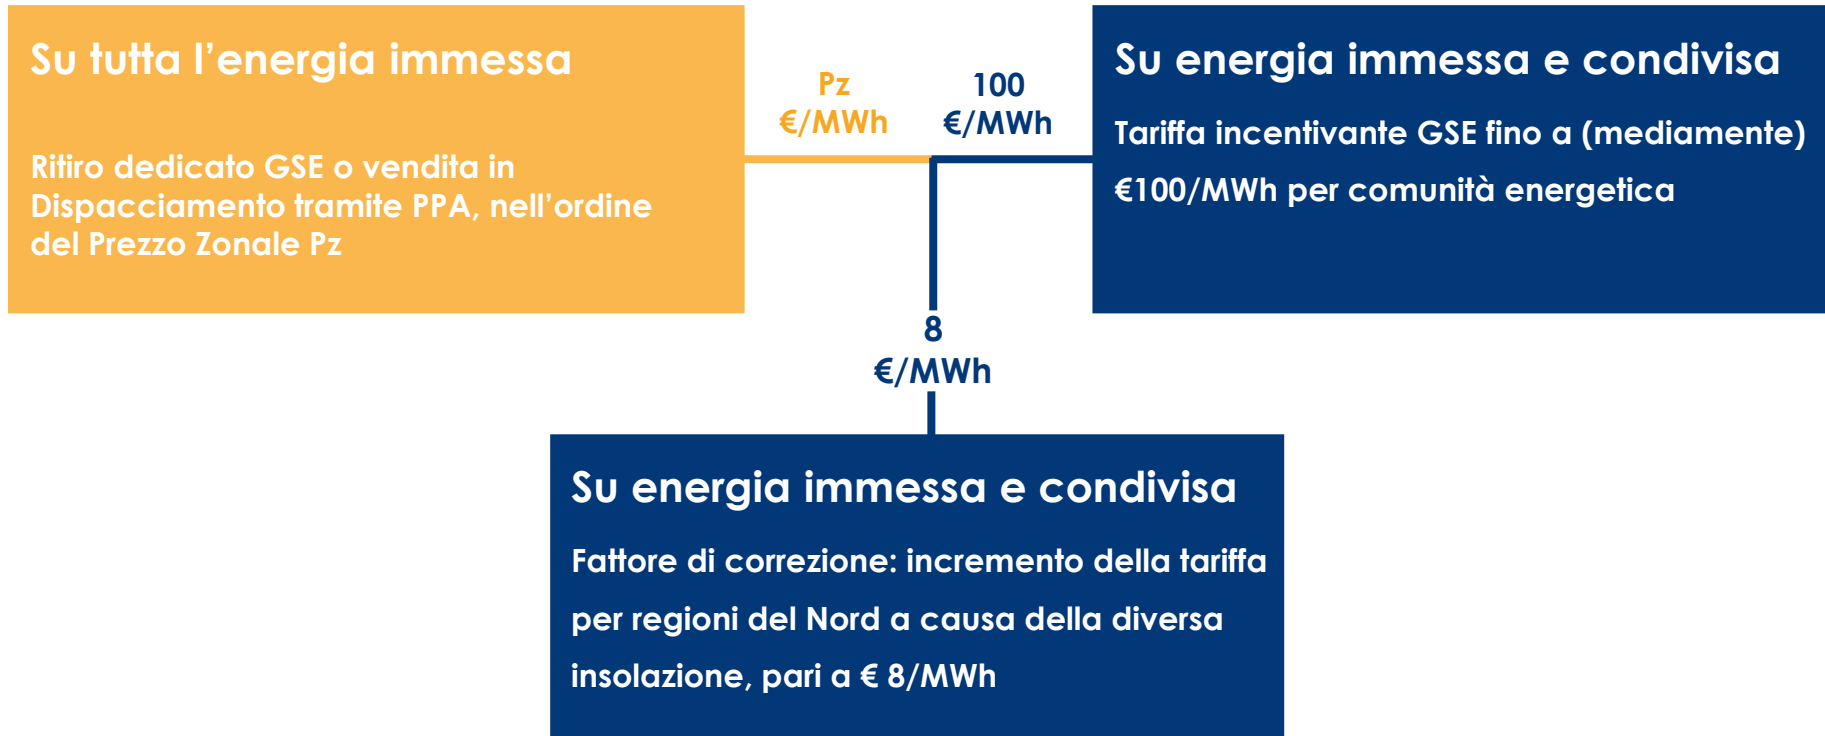 Su tutta l’energia immessa
Ritiro dedicato GSE o vendita in
Dispacciamento tramite PPA, nell’ordine
del Prezzo Zonale Pz
Pz
€/MWh
100
€/MWh
Su energia immessa e condivisa
Tariffa incentivante GSE fino a (mediamente)
€100/MWh per comunità energetica
8
€/MWh
Su energia immessa e condivisa
Fattore di correzione: incremento della tariffa
per regioni del Nord a causa della diversa
insolazione, pari a € 8/MWh